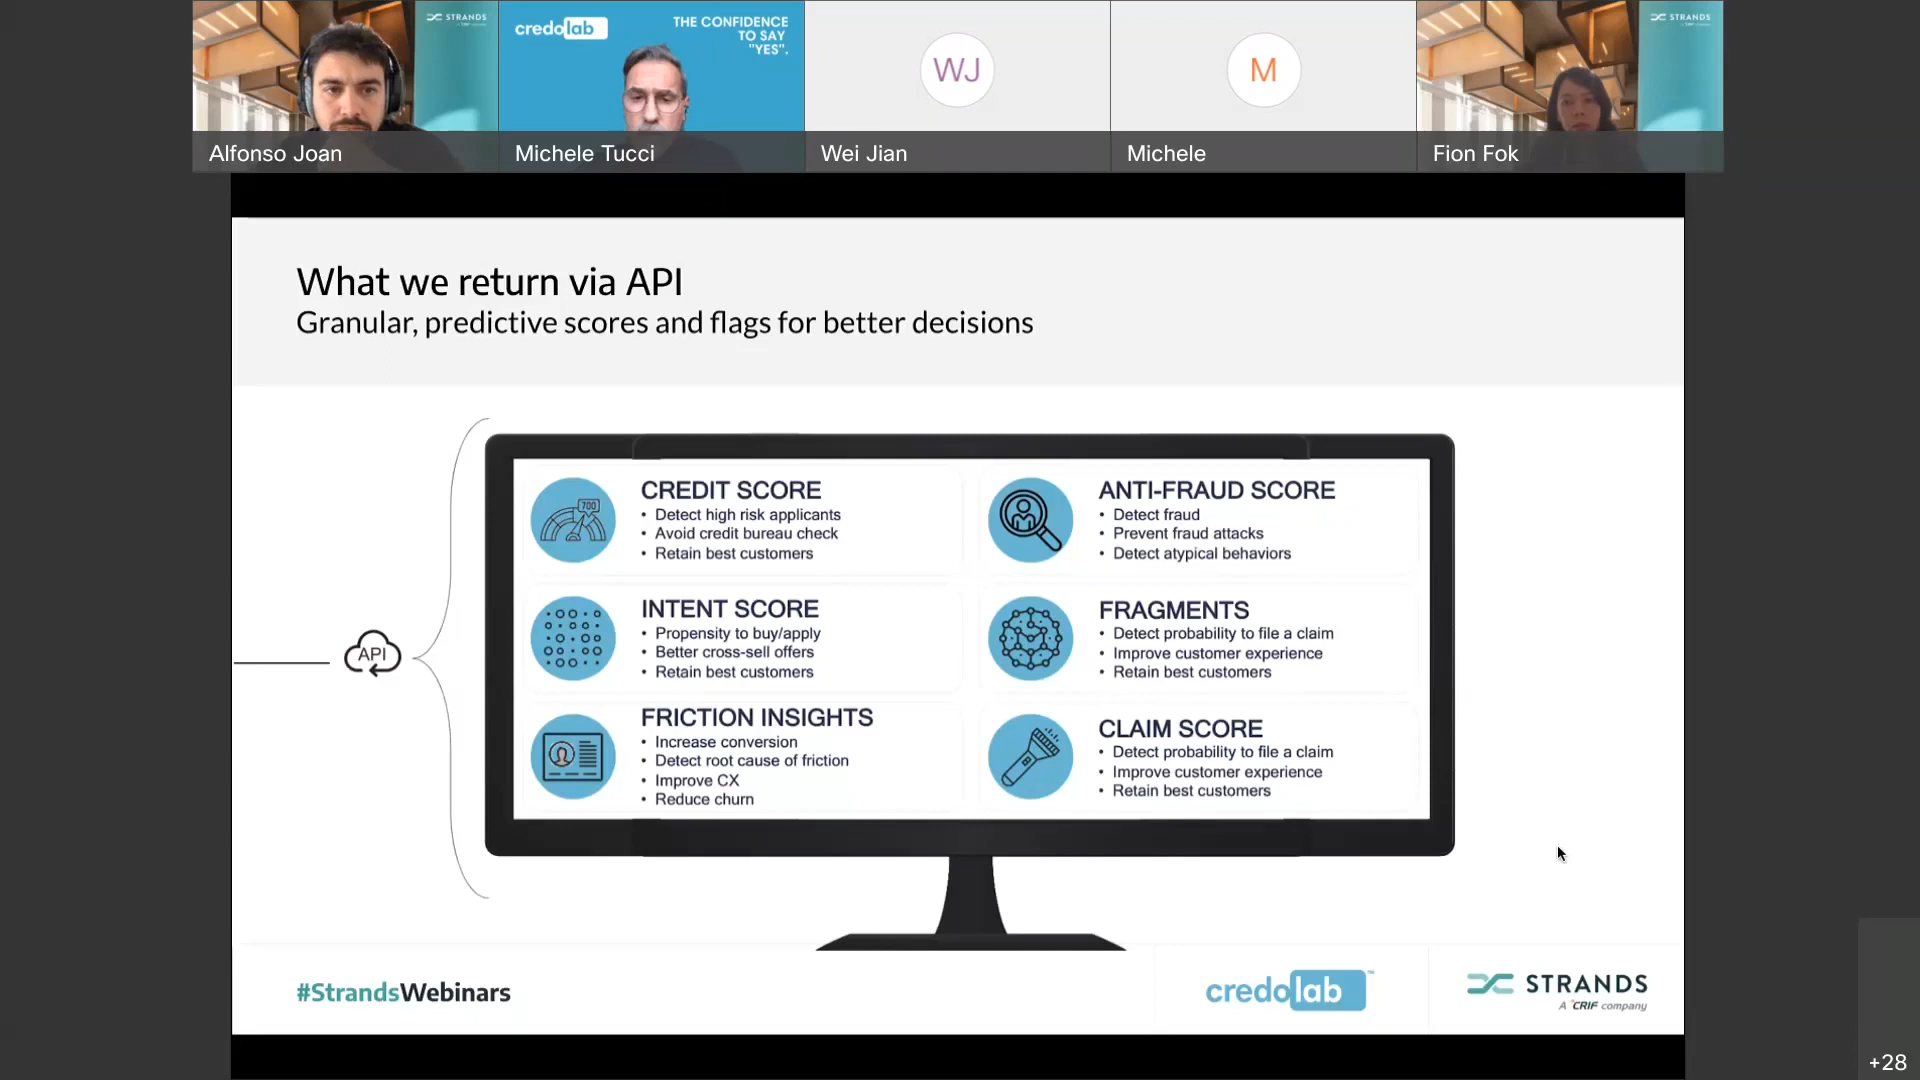 STRANDS
credolab
THE CONFIDENCE
TO SAY
"YES".
WJ
M
STRANDS
Alfonso Joan
Michele Tucci
Wei Jian
Michele
Fion Fok
What we return via API
Granular, predictive scores and flags for better decisions
API
CREDIT SCORE
700
• Detect high risk applicants
• Avoid credit bureau check
• Retain best customers
ANTI-FRAUD SCORE
• Detect fraud
• Prevent fraud attacks
• Detect atypical behaviors
INTENT SCORE
• Propensity to buy/apply
• Better cross-sell offers
• Retain best customers
FRAGMENTS
• Detect probability to file a claim
• Improve customer experience
• Retain best customers
FRICTION INSIGHTS
• Increase conversion
• Detect root cause of friction
• Improve CX
• Reduce churn
CLAIM SCORE
• Detect probability to file a claim
• Improve customer experience
• Retain best customers
#StrandsWebinars
credolab™
STRANDS
A CRIF company
+28